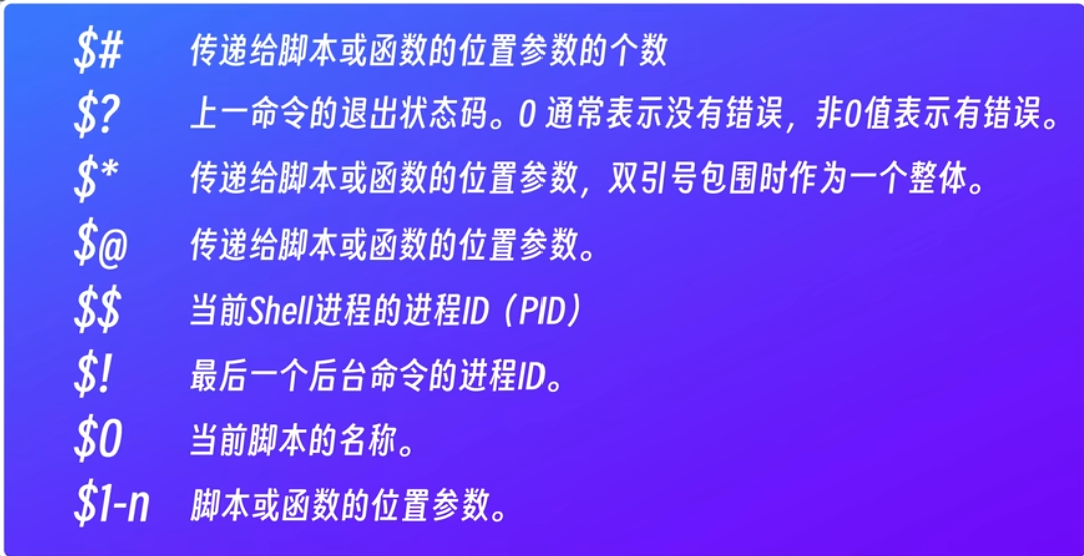 $# 传递给脚本或函数的位置参数的个数
$? 上一命令的退出状态码。0 通常表示没有错误，非0值表示有错误。
$* 传递给脚本或函数的位置参数，双引号包围时作为一个整体。
$@ 传递给脚本或函数的位置参数。
$$ 当前Shell进程的进程ID（PID）
$! 最后一个后台命令的进程ID。
$0 当前脚本的名称。
$1-n 脚本或函数的位置参数。